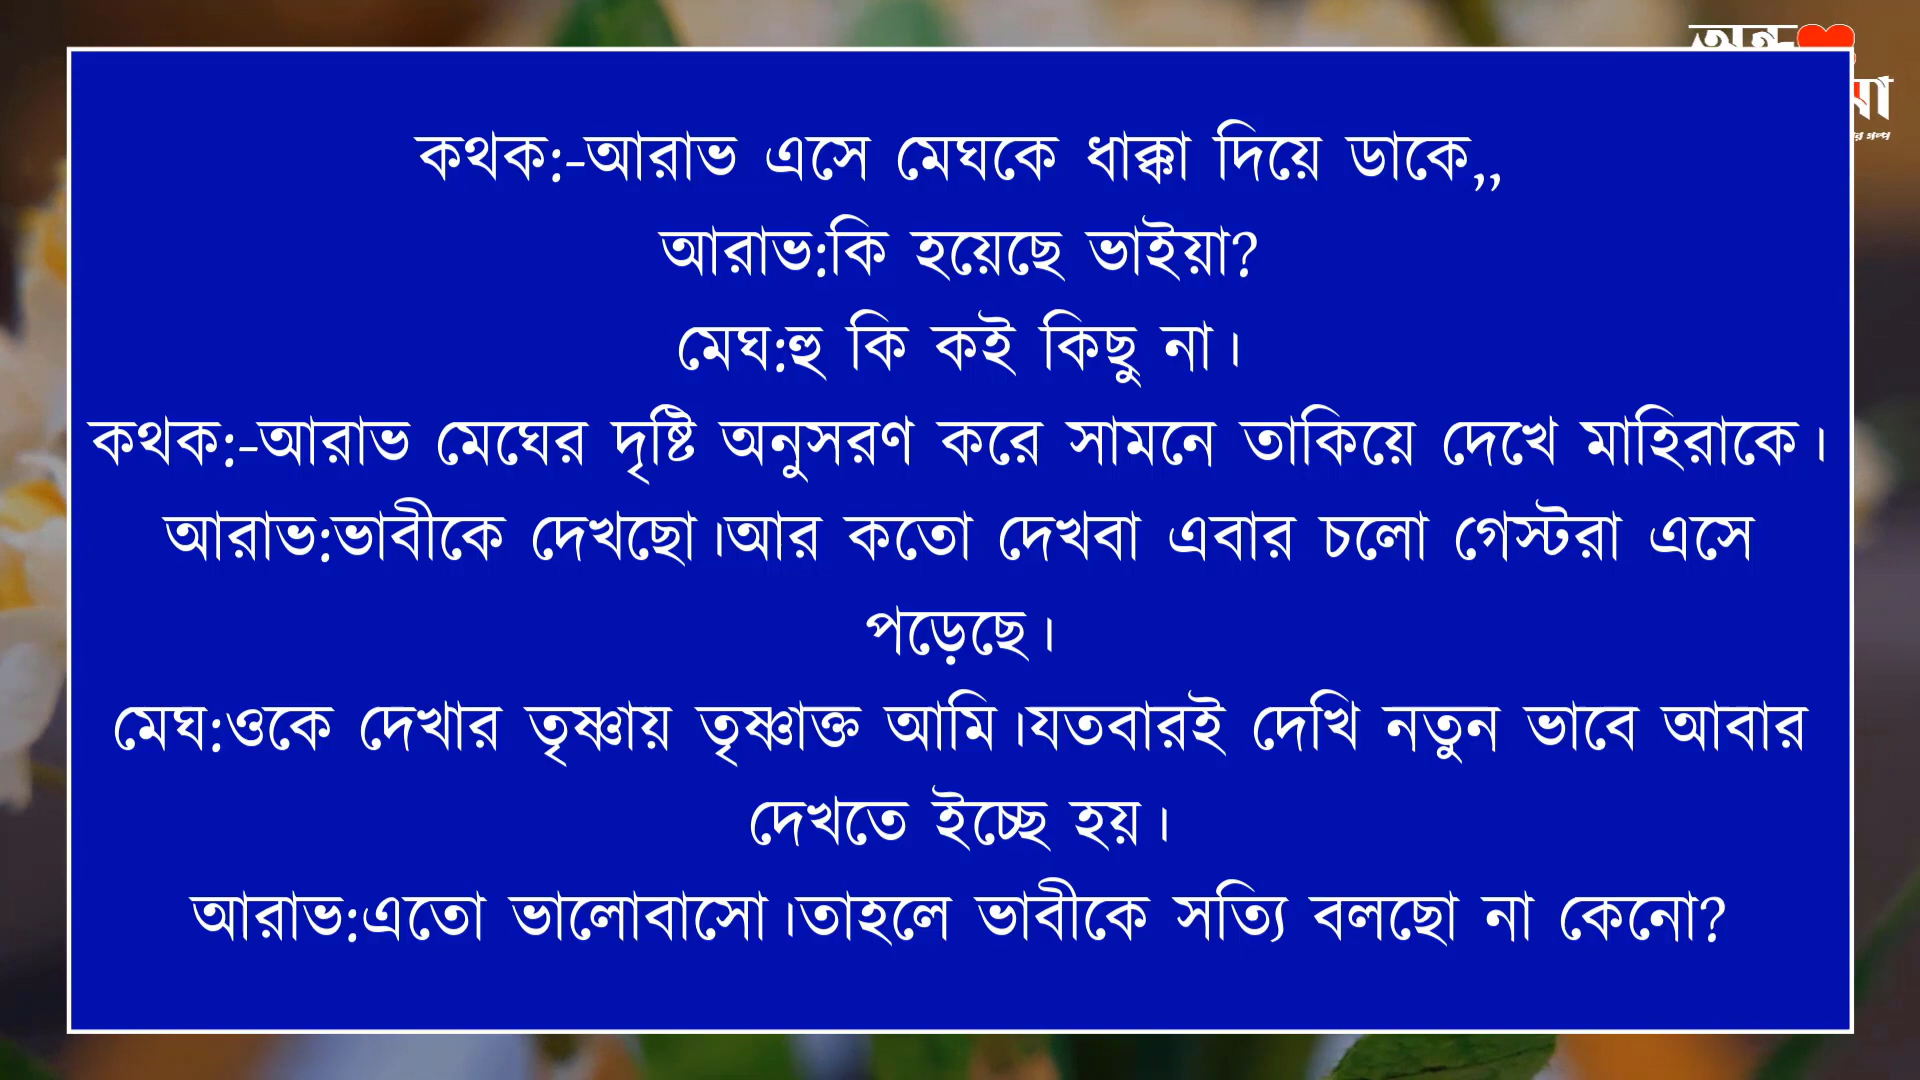 কথক:-আরাভ এসে মেঘকে ধাক্কা দিয়ে ডাকে,,
আরাভ:কি হয়েছে ভাইয়া?
মেঘ:হু কি কই কিছু না।
কথক:-আরাভ মেঘের দৃষ্টি অনুসরণ করে সামনে তাকিয়ে দেখে মাহিরাকে।
আরাভ:ভাবীকে দেখছো।আর কতো দেখবা এবার চলো গেস্টরা এসে
পড়েছে।
মেঘ:ওকে দেখার তৃষ্ণায় তৃষ্ণাক্ত আমি।যতবারই দেখি নতুন ভাবে আবার
দেখতে ইচ্ছে হয়।
আরাভ:এতো ভালোবাসো।তাহলে ভাবীকে সত্যি বলছো না কেনো?